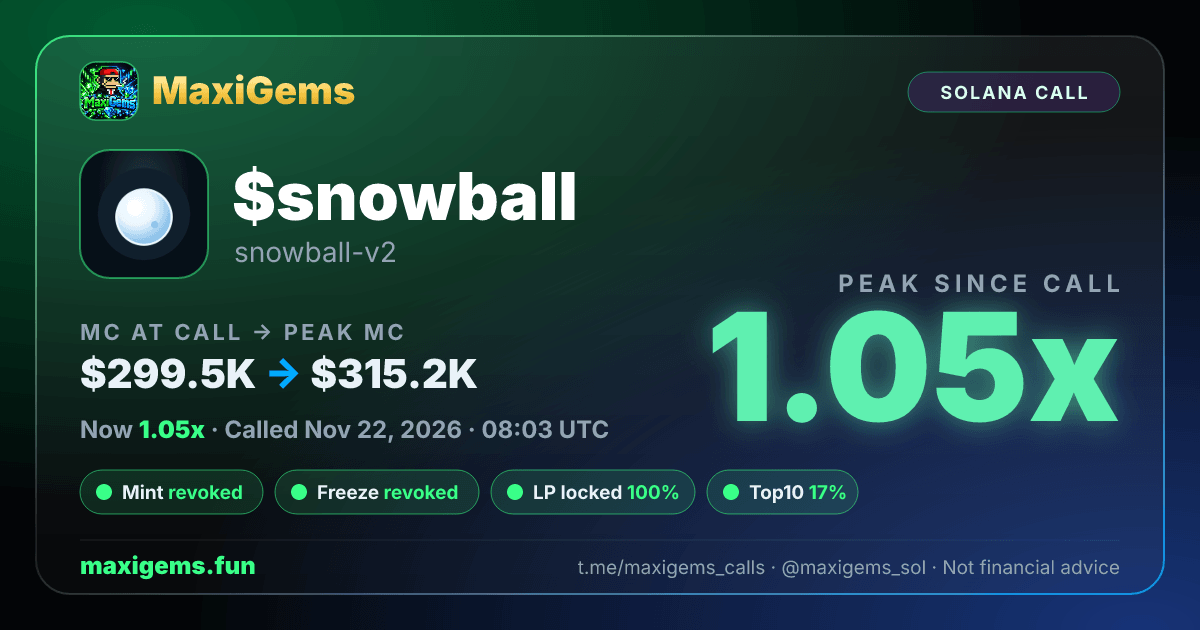 MaxiGems
MaxiGems
SOLANA CALL
$snowball
snowball-v2
PEAK SINCE CALL
1.05x
MC AT CALL → PEAK MC
$299.5K → $315.2K
Now 1.05x · Called Nov 22, 2026 · 08:03 UTC
Mint revoked
Freeze revoked
LP locked 100%
Top10 17%
maxigems.fun
t.me/maxigems_calls · @maxigems_sol · Not financial advice